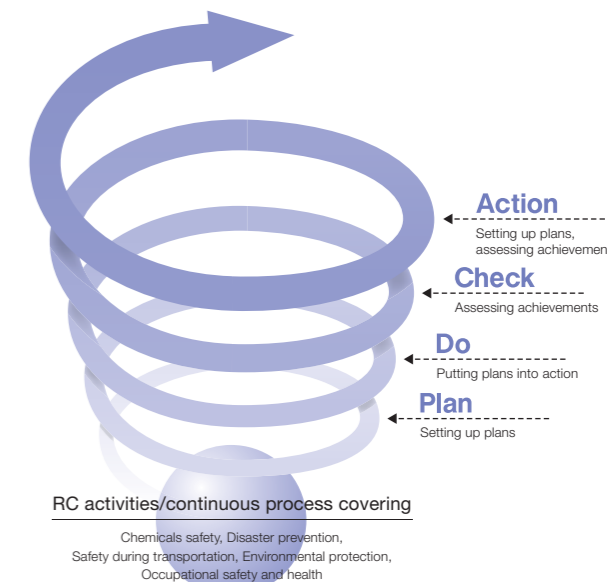 Action
Setting up plans,
assessing achievemen
Check
Assessing achievements
Do
Putting plans into action
Plan
Setting up plans
RC activities/continuous process covering
Chemicals safety, Disaster prevention,
Safety during transportation, Environmental protection,
Occupational safety and health